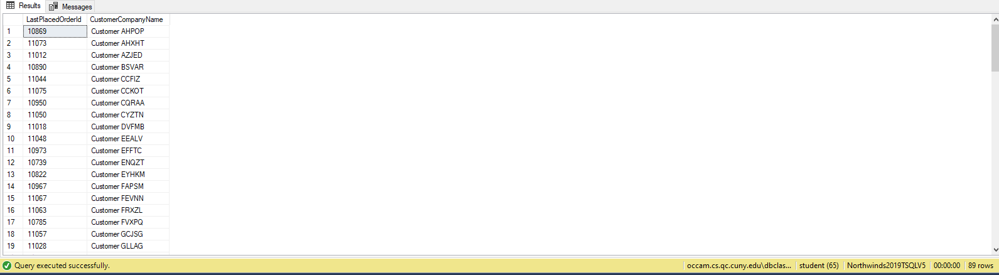 Results Messages
LastPlacedOrderId CustomerCompanyName
1 10869 Customer AHPOP
2 11073 Customer AHXHT
3 11012 Customer AZJED
4 10890 Customer BSVAR
5 11044 Customer CCFIZ
6 11075 Customer CCKOT
7 10950 Customer CQRAA
8 11050 Customer CYZTN
9 11018 Customer DVFMB
10 11048 Customer EEALV
11 10973 Customer EFFTC
12 10739 Customer ENQZT
13 10822 Customer EYHKM
14 10967 Customer FAPSM
15 11067 Customer FEVNN
16 11063 Customer FRXZL
17 10785 Customer FVXPQ
18 11057 Customer GCJSG
19 11028 Customer GLLAG
Query executed successfully. occam.cs.qc.cuny.edu\dbclas... student (65) Northwinds2019TSQLV5 00:00:00 89 rows